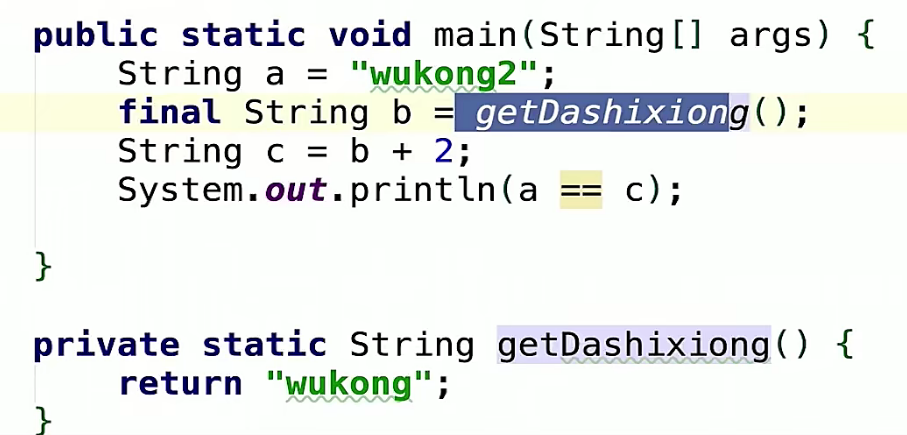 public static void main(String[] args) {
String a = "wukong2";
final String b = getDashixiong();
String c = b + 2;
System.out.println(a == c);
}
private static String getDashixiong() {
return "wukong";
}